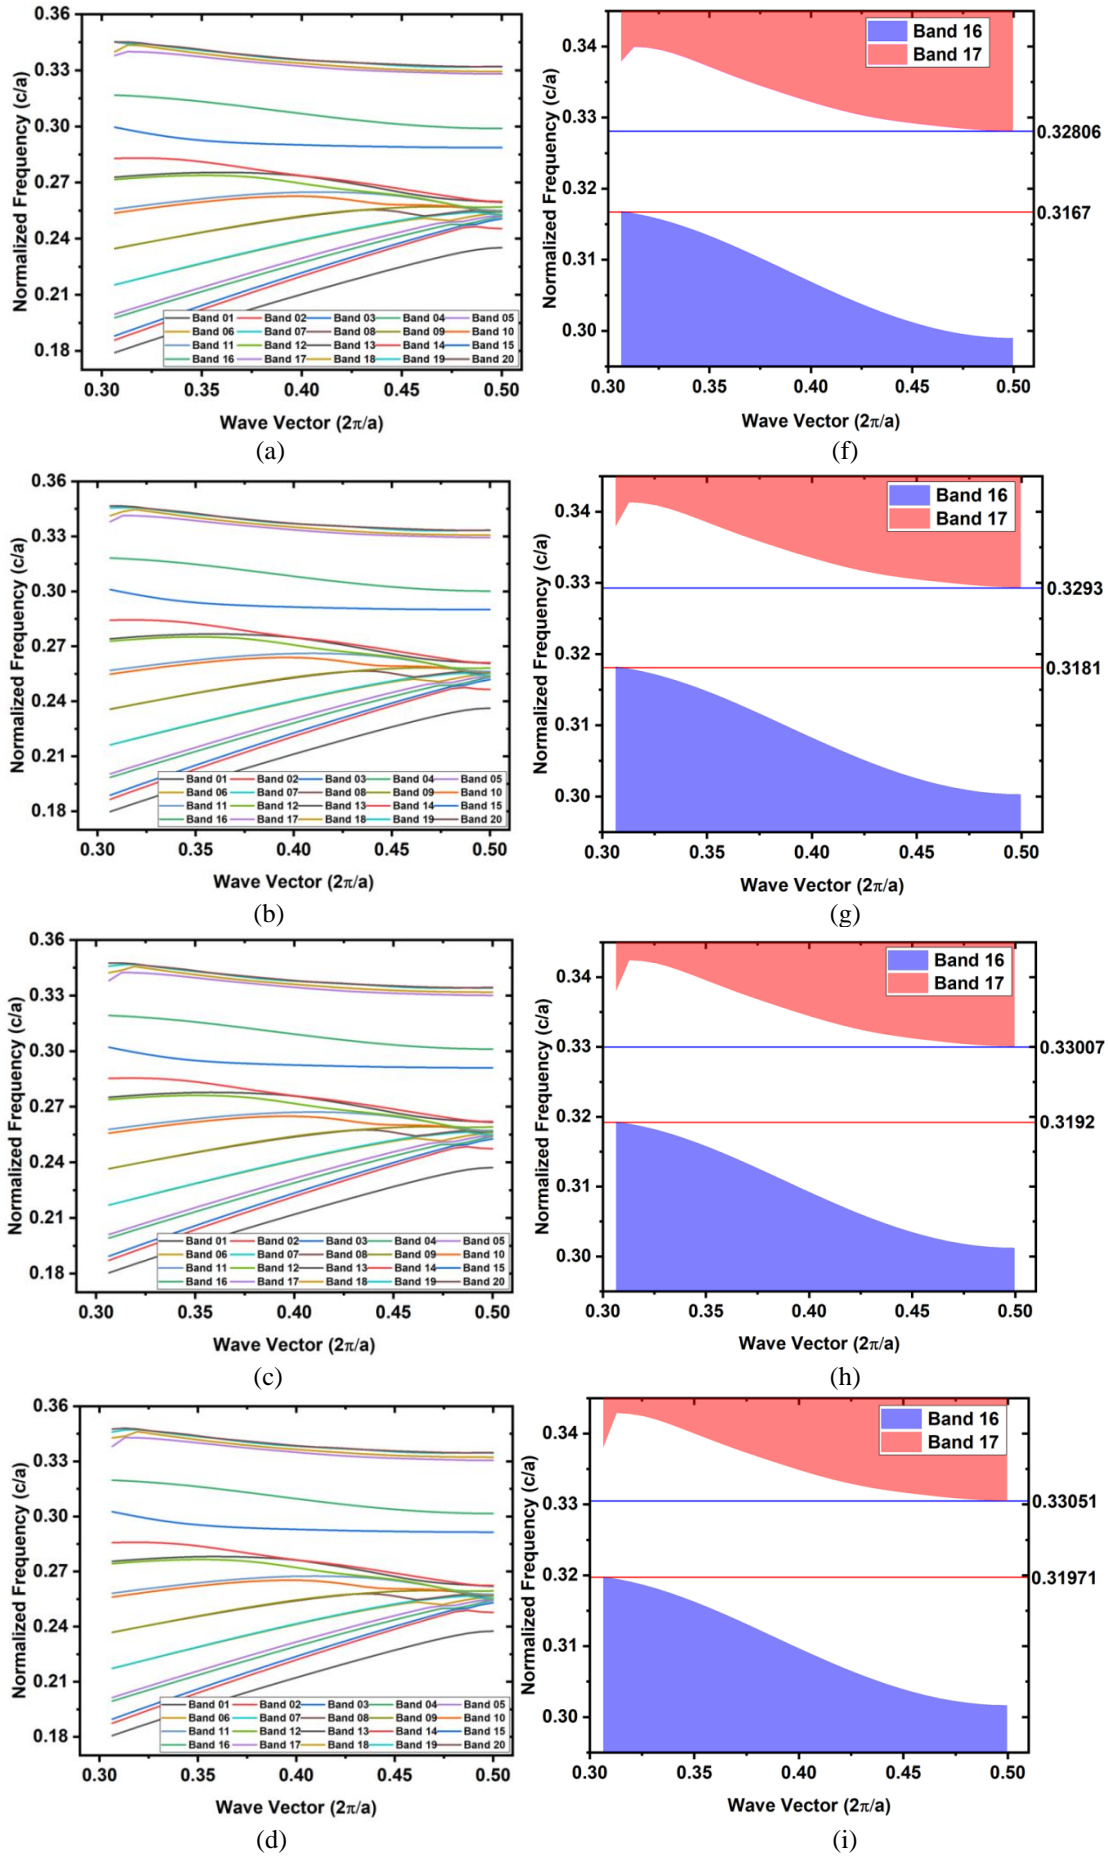 0.36
0.33
0.30
0.27
0.24
0.21
0.18
Normalized Frequency (c/a)
Band 01 Band 02 Band 03 Band 04 Band 05
Band 06 Band 07 Band 08 Band 09 Band 10
Band 11 Band 12 Band 13 Band 14 Band 15
Band 16 Band 17 Band 18 Band 19 Band 20
0.30 0.35 0.40 0.45 0.50
Wave Vector (2π/a)
(a)
0.34
0.33
0.32
0.31
0.30
Normalized Frequency (c/a)
Band 16
Band 17
0.32806
0.3167
0.30 0.35 0.40 0.45 0.50
Wave Vector (2π/a)
(f)
0.36
0.33
0.30
0.27
0.24
0.21
0.18
Normalized Frequency (c/a)
Band 01 Band 02 Band 03 Band 04 Band 05
Band 06 Band 07 Band 08 Band 09 Band 10
Band 11 Band 12 Band 13 Band 14 Band 15
Band 16 Band 17 Band 18 Band 19 Band 20
0.30 0.35 0.40 0.45 0.50
Wave Vector (2π/a)
(b)
0.34
0.33
0.32
0.31
0.30
Normalized Frequency (c/a)
Band 16
Band 17
0.3293
0.3181
0.30 0.35 0.40 0.45 0.50
Wave Vector (2π/a)
(g)
0.36
0.33
0.30
0.27
0.24
0.21
0.18
Normalized Frequency (c/a)
Band 01 Band 02 Band 03 Band 04 Band 05
Band 06 Band 07 Band 08 Band 09 Band 10
Band 11 Band 12 Band 13 Band 14 Band 15
Band 16 Band 17 Band 18 Band 19 Band 20
0.30 0.35 0.40 0.45 0.50
Wave Vector (2π/a)
(c)
0.34
0.33
0.32
0.31
0.30
Normalized Frequency (c/a)
Band 16
Band 17
0.33007
0.3192
0.30 0.35 0.40 0.45 0.50
Wave Vector (2π/a)
(h)
0.36
0.33
0.30
0.27
0.24
0.21
0.18
Normalized Frequency (c/a)
Band 01 Band 02 Band 03 Band 04 Band 05
Band 06 Band 07 Band 08 Band 09 Band 10
Band 11 Band 12 Band 13 Band 14 Band 15
Band 16 Band 17 Band 18 Band 19 Band 20
0.30 0.35 0.40 0.45 0.50
Wave Vector (2π/a)
(d)
0.34
0.33
0.32
0.31
0.30
Normalized Frequency (c/a)
Band 16
Band 17
0.33051
0.31971
0.30 0.35 0.40 0.45 0.50
Wave Vector (2π/a)
(i)